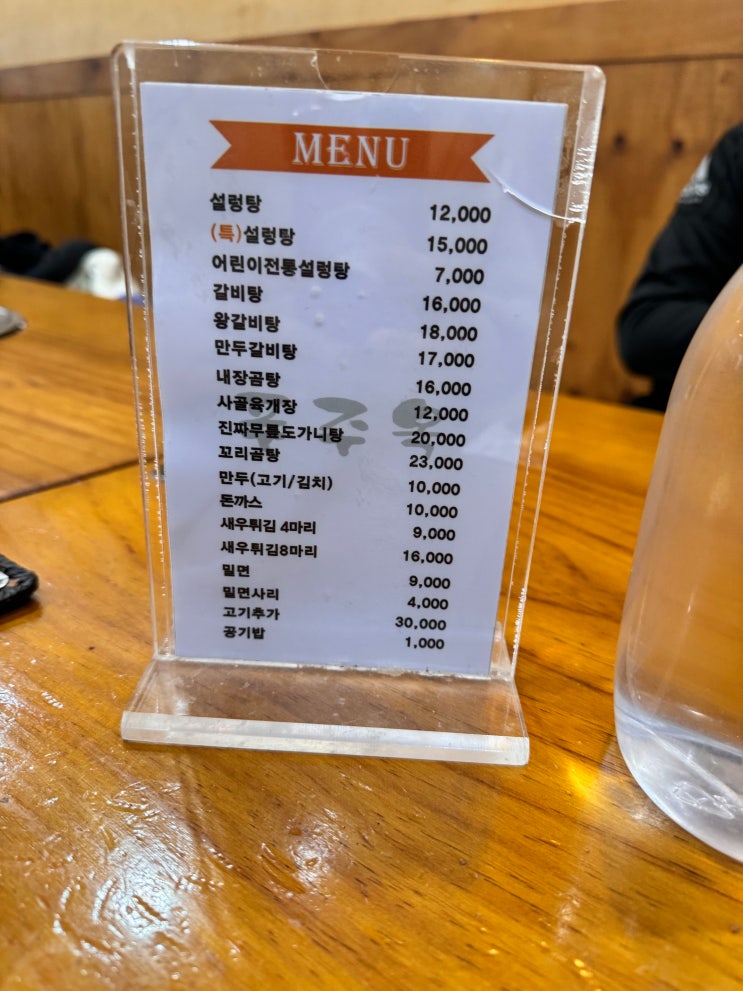 MENU
설렁탕 12,000
(특)설렁탕 15,000
어린이전통설렁탕 7,000
갈비탕 16,000
왕갈비탕 18,000
만두갈비탕 17,000
내장곰탕 16,000
사골육개장 12,000
진짜무릎도가니탕 20,000
꼬리곰탕 23,000
만두(고기/김치) 10,000
돈까스 10,000
새우튀김 4마리 9,000
새우튀김8마리 16,000
밀면 9,000
밀면사리 4,000
고기추가 30,000
공기밥 1,000